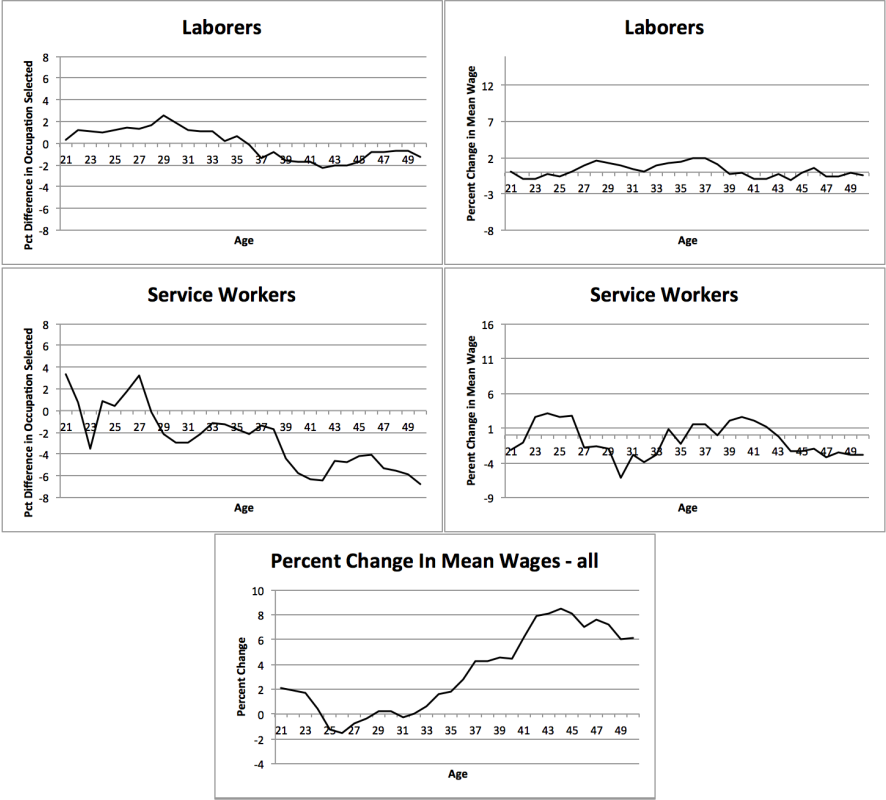 Laborers
Pct Difference in Occupation Selected
8
6
4
2
0
-2
-4
-6
-8
21 23 25 27 29 31 33 35 37 39 41 43 45 47 49
Age
Laborers
Percent Change in Mean Wage
12
7
2
-3
-8
21 23 25 27 29 31 33 35 37 39 41 43 45 47 49
Age
Service Workers
Pct Difference in Occupation Selected
8
6
4
2
0
-2
-4
-6
-8
21 23 25 27 29 31 33 35 37 39 41 43 45 47 49
Age
Service Workers
Perent Change in Mean Wage
16
11
6
1
-4
-9
21 23 25 27 29 31 33 35 37 39 41 43 45 47 49
Age
Percent Change In Mean Wages - all
Percent Change
10
8
6
4
2
0
-2
-4
21 23 25 27 29 31 33 35 37 39 41 43 45 47 49
Age